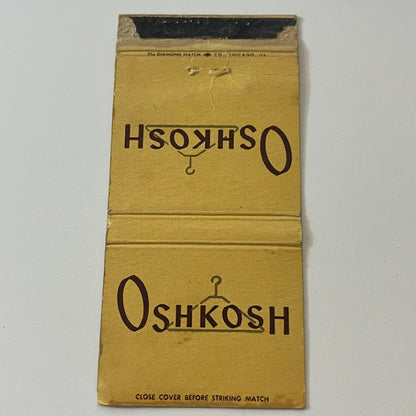 The DIAMOND MATCH CO., CHICAGO, ILL.
OSHKOSH
OSHKOSH
CLOSE COVER BEFORE STRIKING MATCH